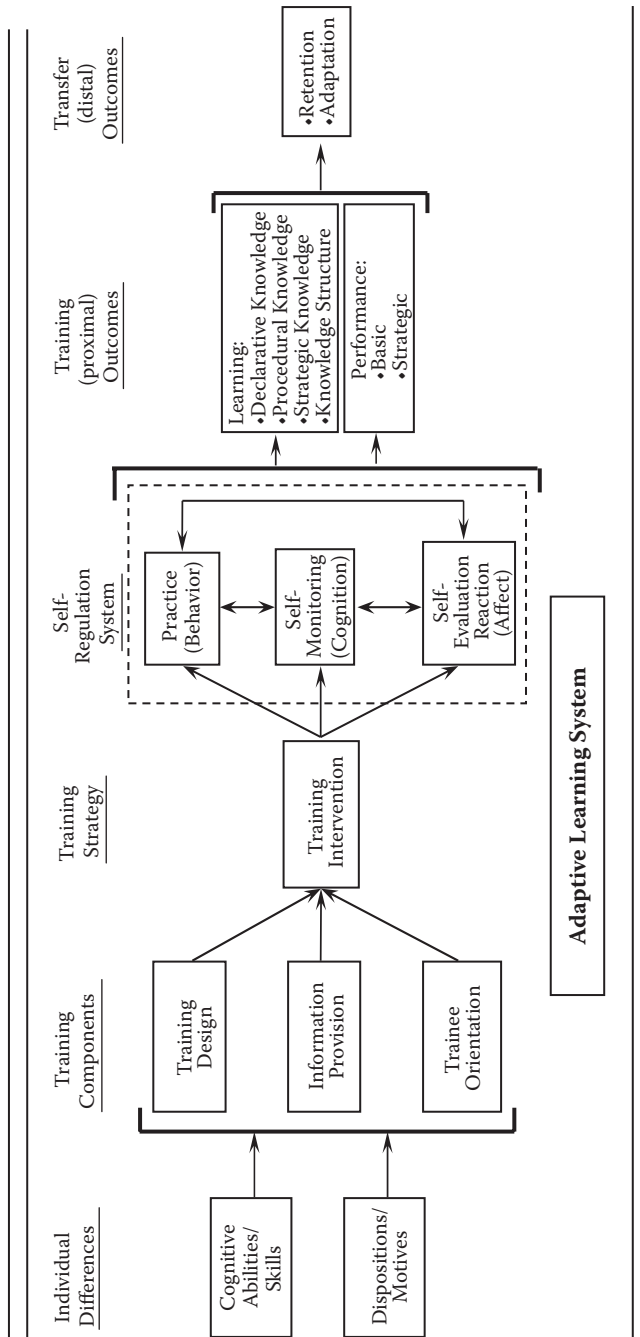 Individual
Differences
Training
Components
Training
Strategy
Self-
Regulation
System
Training
(proximal)
Outcomes
Transfer
(distal)
Outcomes
Cognitive
Abilities/
Skills
Dispositions/
Motives
Training
Design
Information
Provision
Trainee
Orientation
Training
Intervention
Practice
(Behavior)
Self-
Monitoring
(Cognition)
Self-
Evaluation
Reaction
(Affect)
Learning:
•Declarative Knowledge
•Procedural Knowledge
•Strategic Knowledge
•Knowledge Structure
Performance:
•Basic
•Strategic
•Retention
•Adaptation
Adaptive Learning System